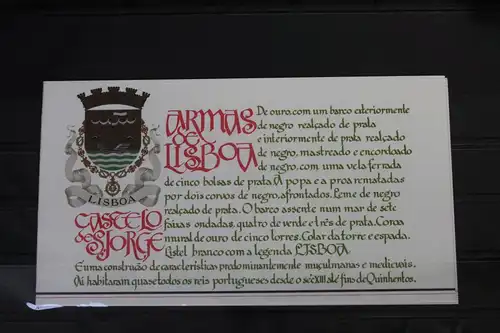 ARMAS
DE
LISBOA
De ouro, com um barco exteriormente
de negro realçado de prata
e interiormente de prata realçado
de negro, mastreado e encordoado
de negro, com uma vela ferrada
de cinco bolsas de prata. A popa e a proa rematadas
por dois corvos de negro, afrontados. Leme de negro
realçado de prata. O barco assente num mar de sete
faixas ondadas, quatro de verde e três de prata. Coroa
mural de ouro de cinco torres. Colar da torre e espada.
Listel branco com a legenda LISBOA.
LISBOA
CASTELO
de S. JORGE
É uma construção de características predominantemente muçulmanas e medievais.
Aí habitaram quase todos os reis portugueses desde o séc XIII até fins de Quinhentos.